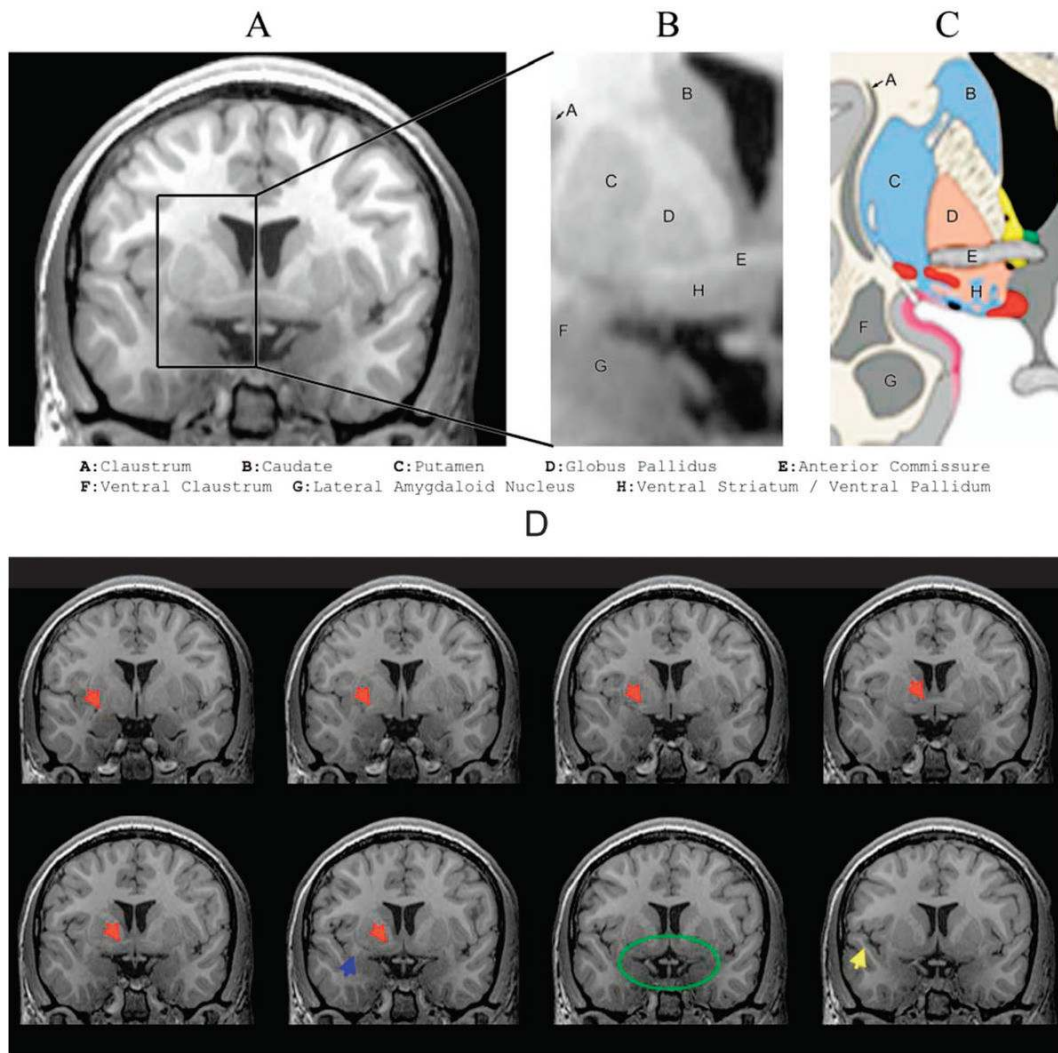 A B C
A B C D E F G H
A B C D E F G H
A:Claustrum B:Caudate C:Putamen D:Globus Pallidus E:Anterior Commissure
F:Ventral Claustrum G:Lateral Amygdaloid Nucleus H:Ventral Striatum / Ventral Pallidum
D